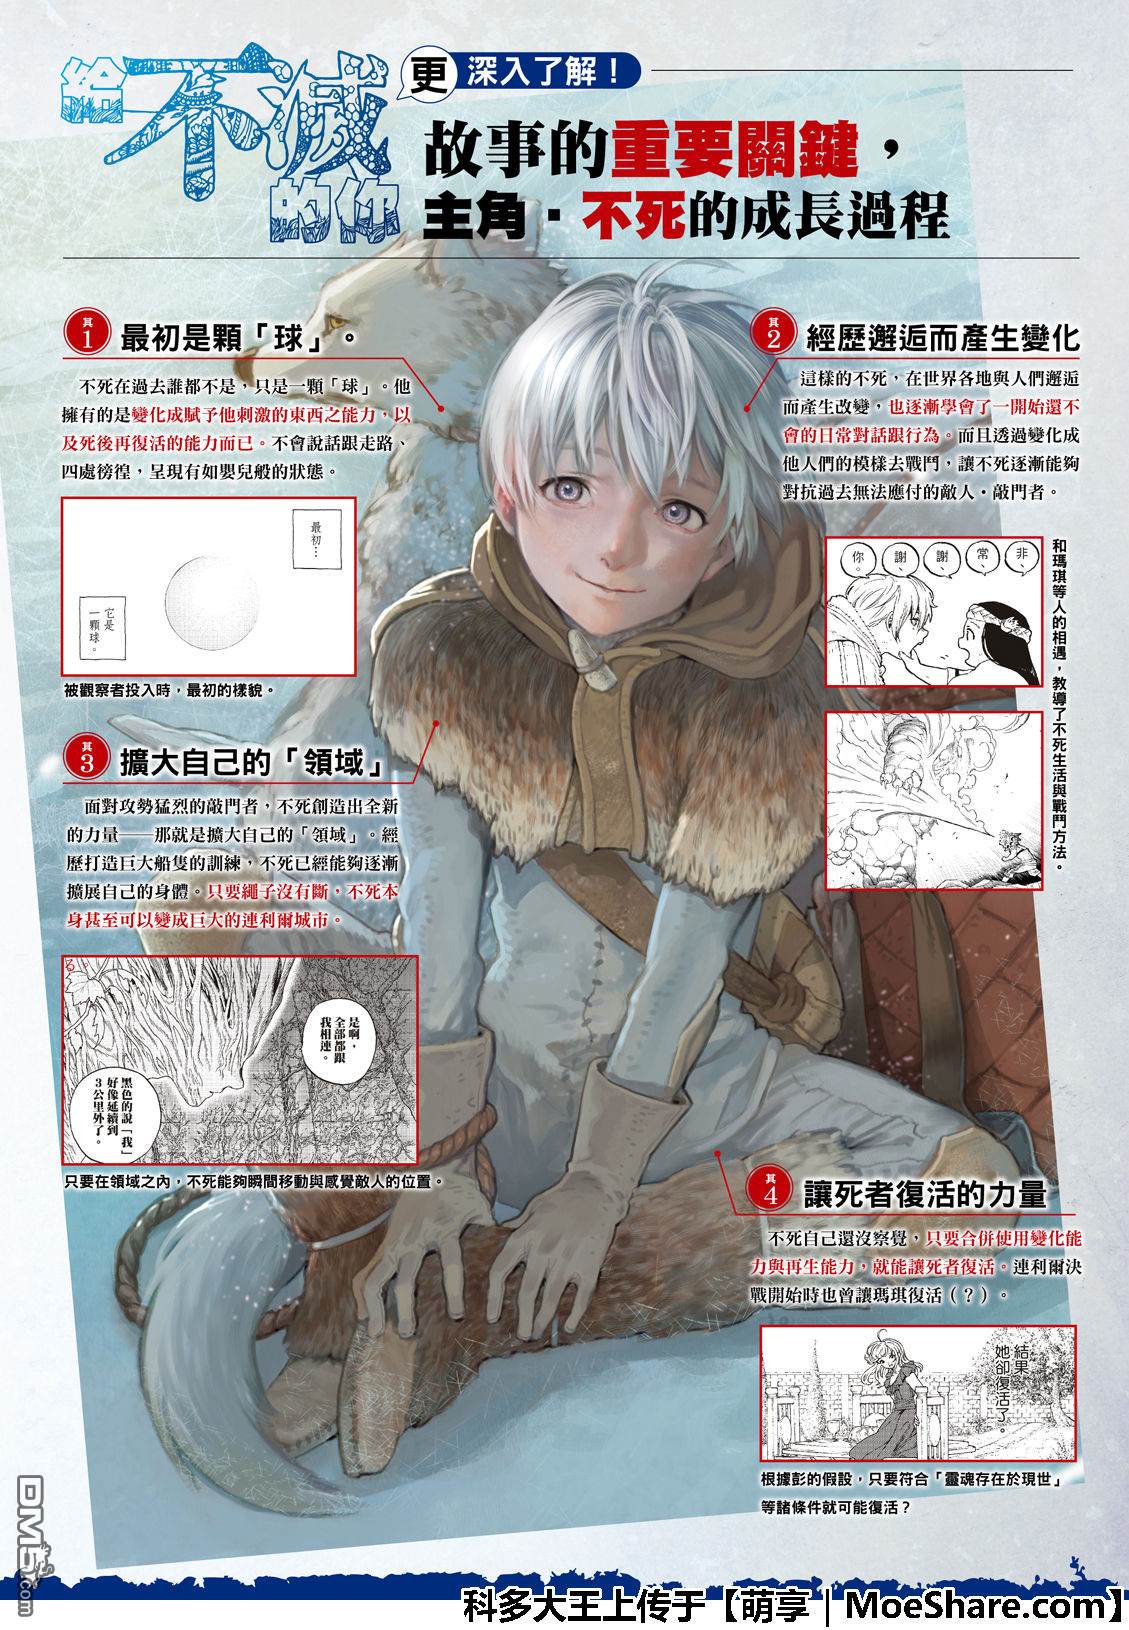 給不滅的你
更深入了解！
故事的重要關鍵，
主角·不死的成長過程
其1 最初是顆「球」。
不死在過去誰都不是，只是一顆「球」。他
擁有的是變化成賦予他刺激的東西之能力，以
及死後再復活的能力而已。不會說話跟走路、
四處徬徨，呈現有如嬰兒般的狀態。
最初…
它是
一顆球。
被觀察者投入時，最初的樣貌。
其2 經歷邂逅而產生變化
這樣的不死，在世界各地與人們邂逅
而產生改變，也逐漸學會了一開始還不
會的日常對話跟行為。而且透過變化成
他人們的模樣去戰鬥，讓不死逐漸能夠
對抗過去無法應付的敵人·敲門者。
非、
常、
謝、
謝、
你。
和瑪琪等人的相遇，教導了不死生活與戰鬥方法。
其3 擴大自己的「領域」
面對攻勢猛烈的敲門者，不死創造出全新
的力量——那就是擴大自己的「領域」。經
歷打造巨大船隻的訓練，不死已經能夠逐漸
擴展自己的身體。只要繩子沒有斷，不死本
身甚至可以變成巨大的連利爾城市。
る
是啊，
全部都跟
我相連。
黑色的說「我」
好像延續到
3公里外了。
只要在領域之內，不死能夠瞬間移動與感覺敵人的位置。
其4 讓死者復活的力量
不死自己還沒察覺，只要合併使用變化能
力與再生能力，就能讓死者復活。連利爾決
戰開始時也曾讓瑪琪復活（？）。
結果
她卻復活了。
根據彭的假設，只要符合「靈魂存在於現世」
等諸條件就可能復活？
DM5.com
科多大王上传于【萌享｜MoeShare.com】